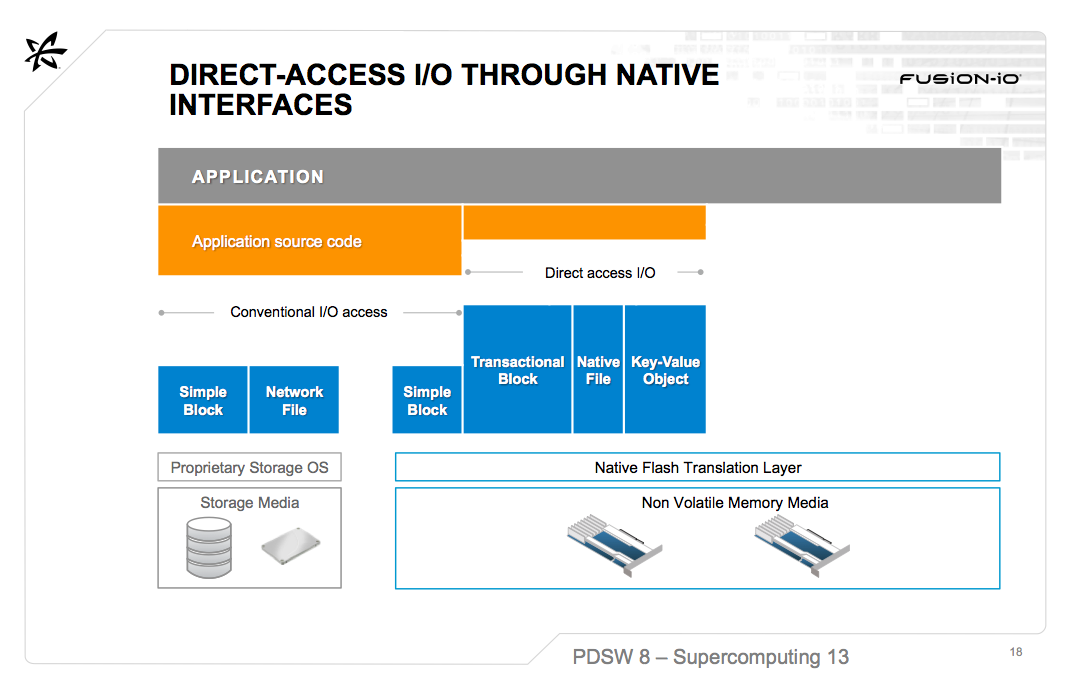 DIRECT-ACCESS I/O THROUGH NATIVE
INTERFACES
FUSiON-iO
APPLICATION
Application source code
Direct access I/O
Conventional I/O access
Transactional
Block
Native
File
Key-Value
Object
Simple
Block
Network
File
Simple
Block
Proprietary Storage OS
Native Flash Translation Layer
Storage Media
Non Volatile Memory Media
PDSW 8 – Supercomputing 13
18